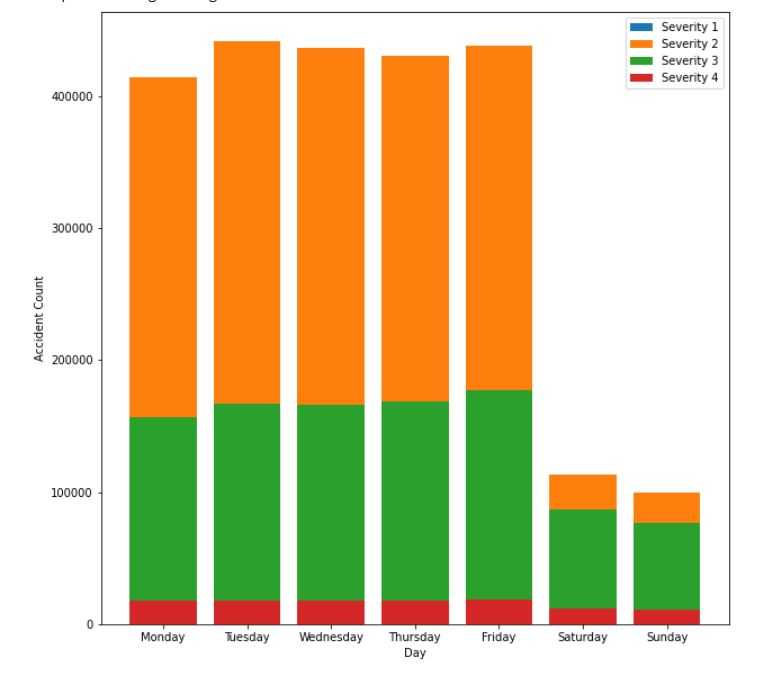 Severity 1
Severity 2
Severity 3
Severity 4
400000
300000
200000
100000
0
Accident Count
Monday Tuesday Wednesday Thursday Friday Saturday Sunday
Day